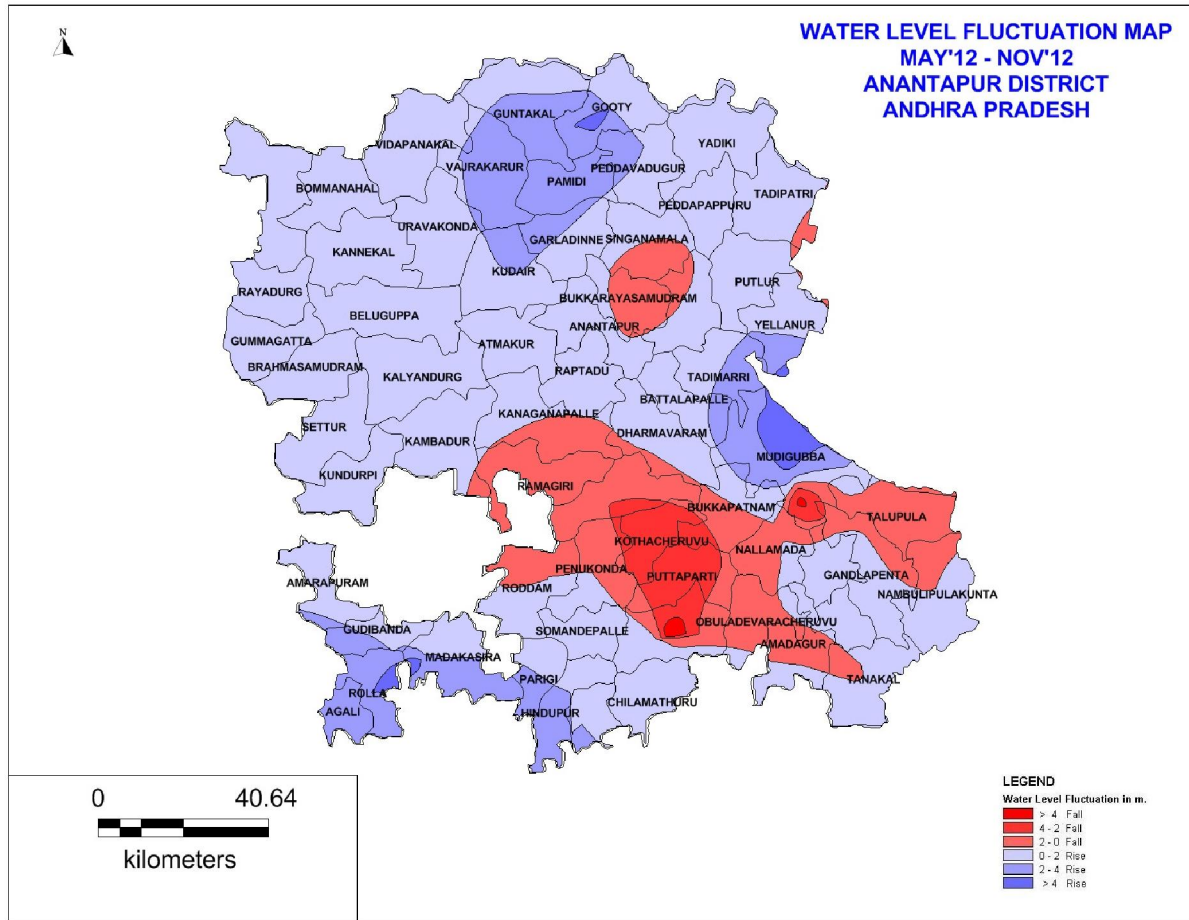 WATER LEVEL FLUCTUATION MAP
MAY'12 - NOV'12
ANANTAPUR DISTRICT
ANDHRA PRADESH
N
GOOTY
GUNTAKAL
VIDAPANAKAL
YADIKI
VAJRAKARUR
PEDDAVADUGUR
PAMIDI
BOMMANAHAL
TADIPATRI
PEDDAPAPPURU
URAVAKONDA
GARLADINNE
SINGANAMALA
KANNEKAL
KUDAIR
PUTLUR
RAYADURG
BUKKARAYASAMUDRAM
BELUGUPPA
ANANTAPUR
YELLANUR
GUMMAGATTA
ATMAKUR
BRAHMASAMUDRAM
RAPTADU
KALYANDURG
TADIMARRI
BATTALAPALLE
KANAGANAPALLE
SETTUR
DHARMAVARAM
KAMBADUR
MUDIGUBBA
KUNDURPI
RAMAGIRI
BUKKAPATNAM
TALUPULA
KOTHACHERUVU
NALLAMADA
PENUKONDA
PUTTAPARTI
GANDLAPENTA
AMARAPURAM
RODDAM
NAMBULIPULAKUNTA
OBULADEVARACHERUVU
GUDIBANDA
SOMANDEPALLE
AMADAGUR
MADAKASIRA
PARIGI
TANAKAL
ROLLA
CHILAMATHURU
AGALI
HINDUPUR
0 40.64
kilometers
LEGEND
Water Level Fluctuation in m.
> 4 Fall
4 - 2 Fall
2 - 0 Fall
0 - 2 Rise
2 - 4 Rise
> 4 Rise